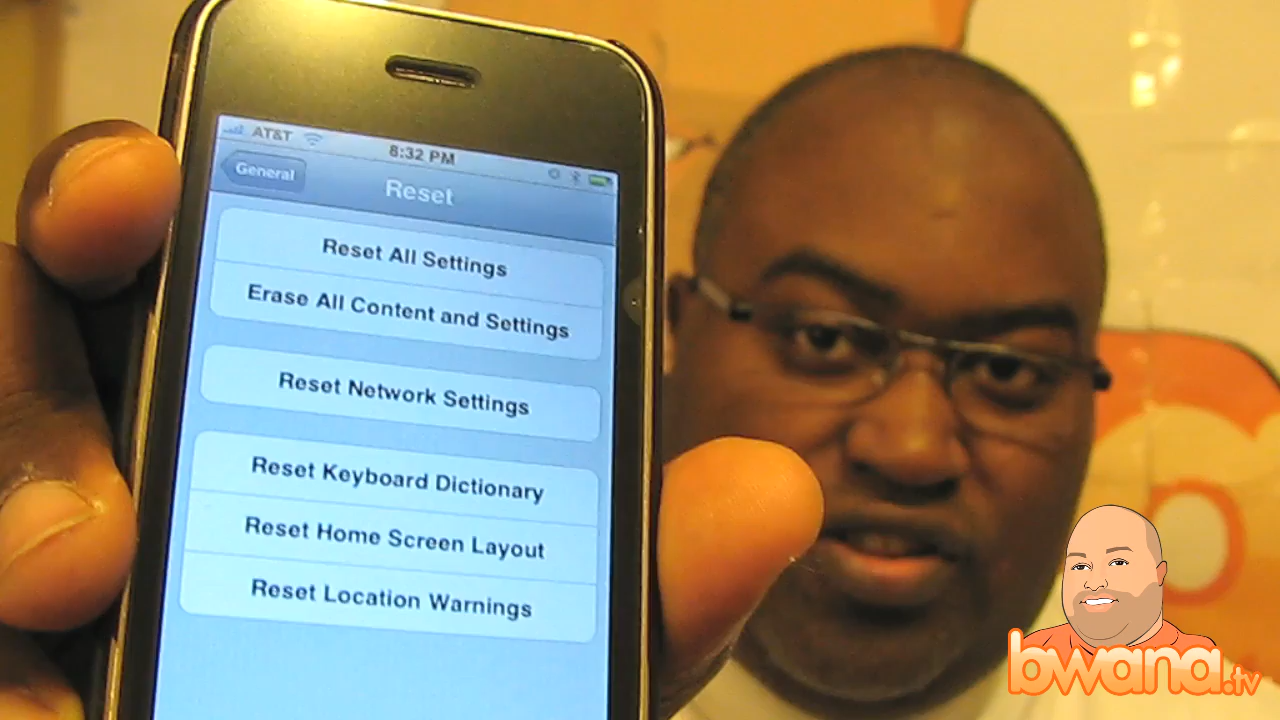 AT&T
8:32 PM
General
Reset
Reset All Settings
Erase All Content and Settings
Reset Network Settings
Reset Keyboard Dictionary
Reset Home Screen Layout
Reset Location Warnings
bwana.tv